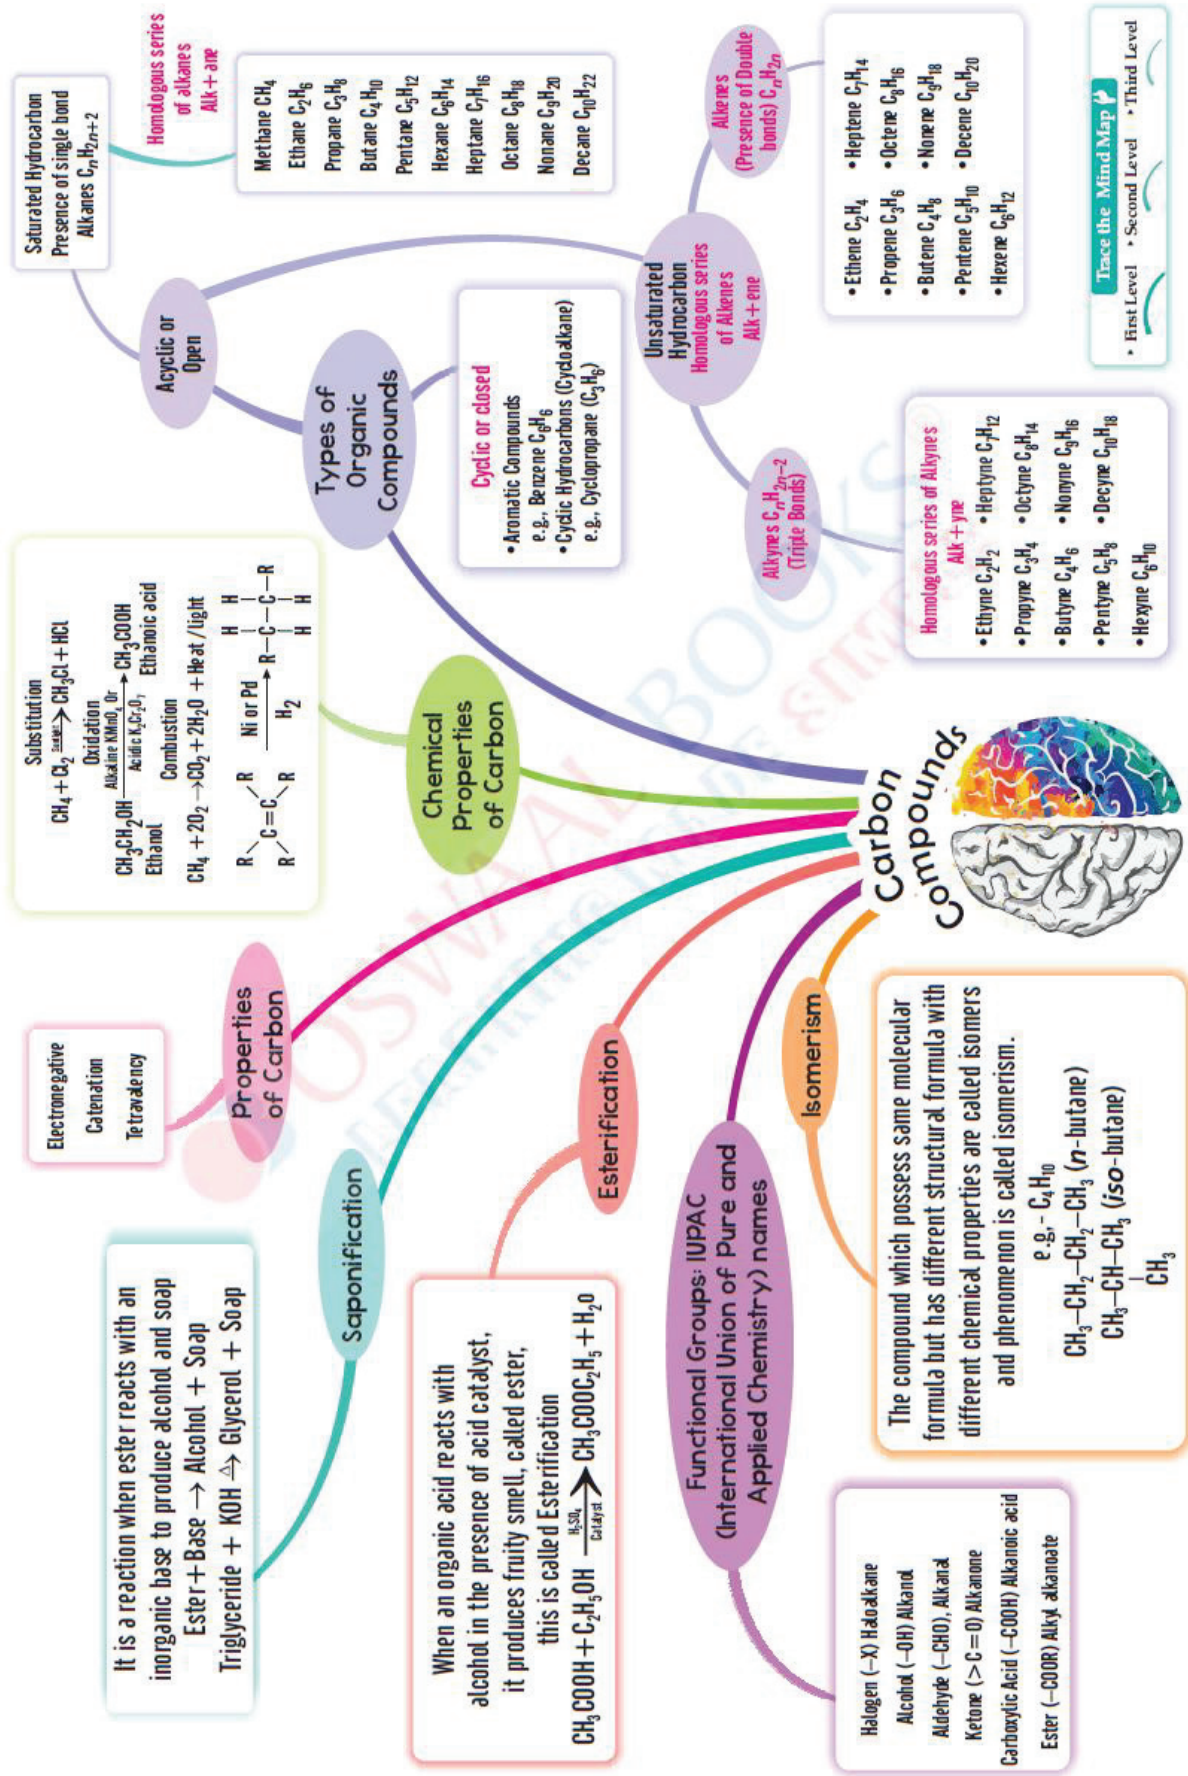 Carbon
Compounds
Types of
Organic
Compounds
Acyclic or
Open
Saturated Hydrocarbon
Presence of single bond
Alkanes CₙH₂ₙ₊₂
Homologous series
of alkanes
Alk+ane
Methane CH₄
Ethane C₂H₆
Propane C₃H₈
Butane C₄H₁₀
Pentane C₅H₁₂
Hexane C₆H₁₄
Heptane C₇H₁₆
Octane C₈H₁₈
Nonane C₉H₂₀
Decane C₁₀H₂₂
Cyclic or closed
• Aromatic Compounds
e.g., Benzene C₆H₆
• Cyclic Hydrocarbons (Cycloalkane)
e.g., Cyclopropane (C₃H₆)
Unsaturated
Hydrocarbon
Homologous series
of Alkenes
Alk+ene
Alkenes
(Presence of Double
bonds) CₙH₂ₙ
• Ethene C₂H₄
• Propene C₃H₆
• Butene C₄H₈
• Pentene C₅H₁₀
• Hexene C₆H₁₂
• Heptene C₇H₁₄
• Octene C₈H₁₆
• Nonene C₉H₁₈
• Decene C₁₀H₂₀
Alkynes CₙH₂ₙ₋₂
(Triple Bonds)
Homologous series of Alkynes
Alk+yne
• Ethyne C₂H₂
• Propyne C₃H₄
• Butyne C₄H₆
• Pentyne C₅H₈
• Hexyne C₆H₁₀
• Heptyne C₇H₁₂
• Octyne C₈H₁₄
• Nonyne C₉H₁₆
• Decyne C₁₀H₁₈
Chemical
Properties
of Carbon
Substitution
CH₄ + Cl₂ Sunlight→ CH₃Cl + HCl
Oxidation
CH₃CH₂OH Alkaline KMnO₄ Or Acidic K₂Cr₂O₇→ CH₃COOH
Ethanol Ethanoic acid
Combustion
CH₄ + 2O₂ → CO₂ + 2H₂O + Heat/light
H H
R R
C=C Ni or Pd→ H₂ R–C–C–R
R R
H H
Properties
of Carbon
Electronegative
Catenation
Tetravalency
Saponification
It is a reaction when ester reacts with an
inorganic base to produce alcohol and soap
Ester+Base → Alcohol + Soap
Triglyceride + KOH △→ Glycerol + Soap
Esterification
When an organic acid reacts with
alcohol in the presence of acid catalyst,
it produces fruity smell, called ester,
this is called Esterification
CH₃COOH + C₂H₅OH H₂SO₄ Catalyst→ CH₃COOC₂H₅ + H₂O
Functional Groups: IUPAC
(International Union of Pure and
Applied Chemistry) names
Halogen (–X) Haloalkane
Alcohol (–OH) Alkanol
Aldehyde (–CHO), Alkanal
Ketone (>C=O) Alkanone
Carboxylic Acid (–COOH) Alkanoic acid
Ester (–COOR) Alkyl alkanoate
Isomerism
The compound which possess same molecular
formula but has different structural formula with
different chemical properties are called isomers
and phenomenon is called isomerism.
e.g,- C₄H₁₀
CH₃–CH₂–CH₂–CH₃ (n-butane)
CH₃–CH–CH₃ (iso-butane)
CH₃
Trace the Mind Map
• First Level • Second Level • Third Level
OSWAAL BOOKS
LEARNING MADE SIMPLE